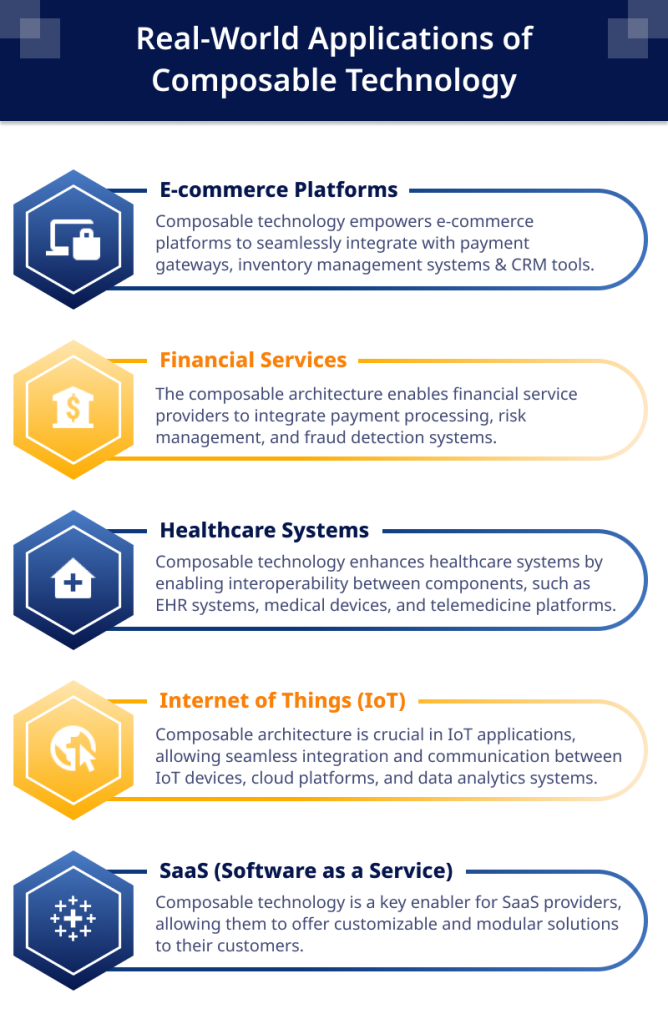 Real-World Applications of
Composable Technology
E-commerce Platforms
Composable technology empowers e-commerce
platforms to seamlessly integrate with payment
gateways, inventory management systems & CRM tools.
Financial Services
The composable architecture enables financial service
providers to integrate payment processing, risk
management, and fraud detection systems.
Healthcare Systems
Composable technology enhances healthcare systems by
enabling interoperability between components, such as
EHR systems, medical devices, and telemedicine platforms.
Internet of Things (IoT)
Composable architecture is crucial in IoT applications,
allowing seamless integration and communication between
IoT devices, cloud platforms, and data analytics systems.
SaaS (Software as a Service)
Composable technology is a key enabler for SaaS providers,
allowing them to offer customizable and modular solutions
to their customers.